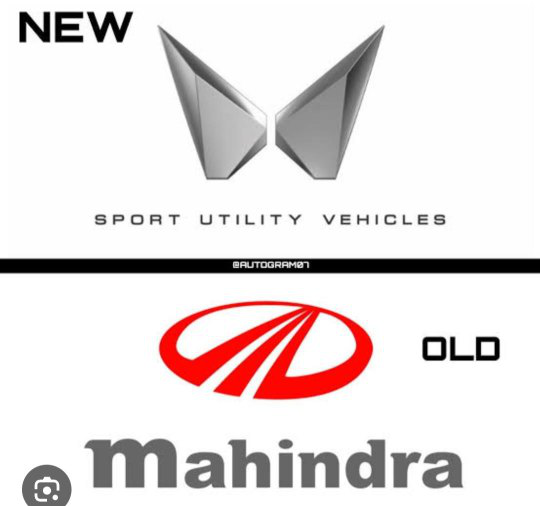 NEW
SPORT UTILITY VEHICLES
@AUTOGRAM07
OLD
mahindra